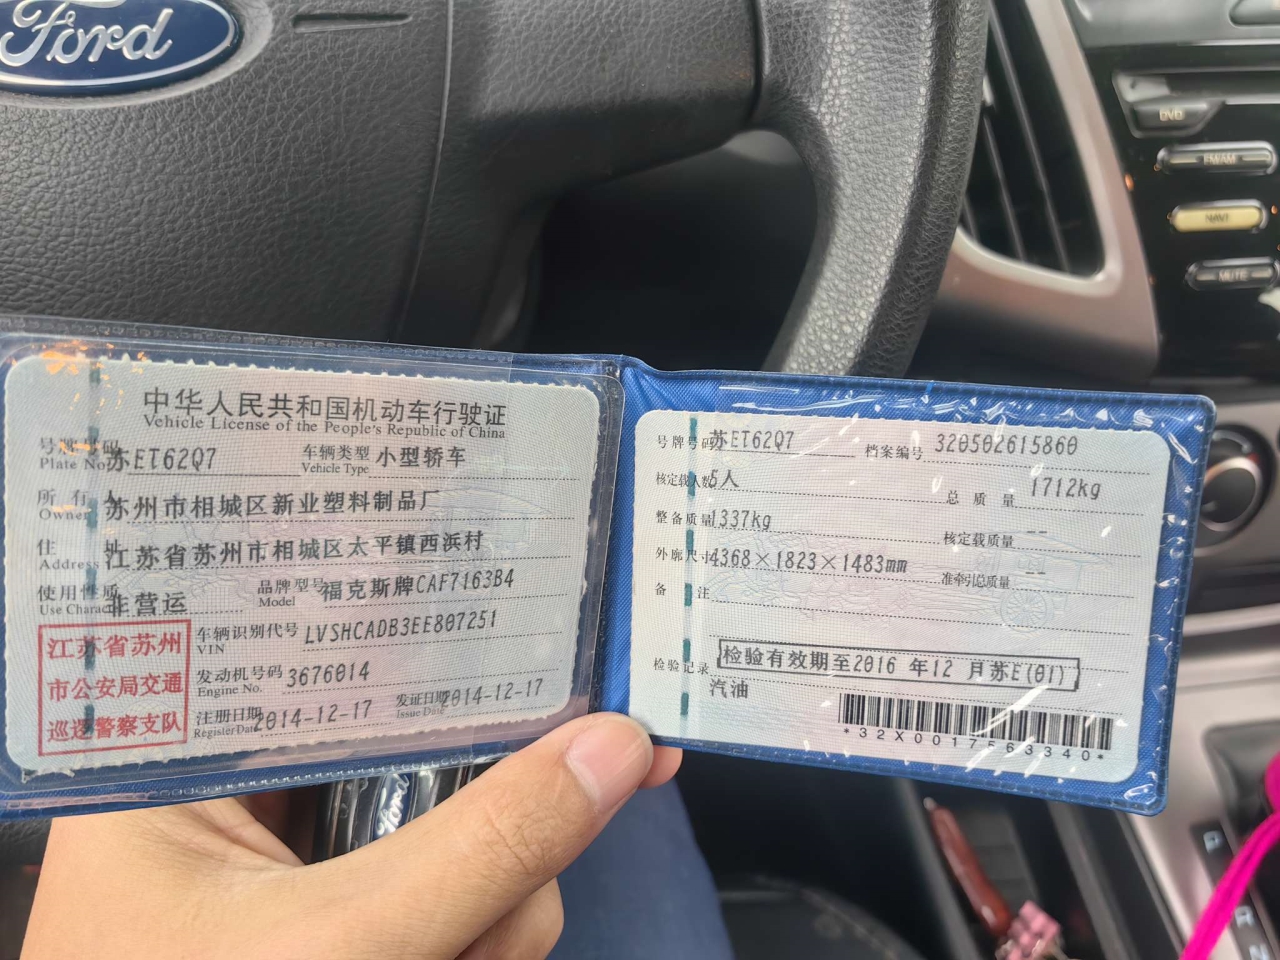 Ford
DVD
FM/AM
NAVI
MUTE
中华人民共和国机动车行驶证
Vehicle License of the People's Republic of China
号牌号码 苏ET62Q7 车辆类型 小型轿车
Plate No. Vehicle Type
所有人 苏州市相城区新业塑料制品厂
Owner
住址 江苏省苏州市相城区太平镇西浜村
Address
使用性质 非营运 品牌型号 福克斯牌CAF7163B4
Use Character Model
江苏省苏州
市公安局交通
巡逻警察支队
车辆识别代号 LVSHCADB3EE807251
VIN
发动机号码 3676014
Engine No.
注册日期 2014-12-17 发证日期 2014-12-17
Register Date Issue Date
号牌号码 苏ET62Q7 档案编号 320502615860
核定载人数 5人 总质量 1712kg
整备质量 1337kg 核定载质量 --
外廓尺寸 4368×1823×1483mm 准牵引总质量 --
备注
检验记录 检验有效期至2016 年12 月苏E(01)
汽油
*32X0017563340*
Ford